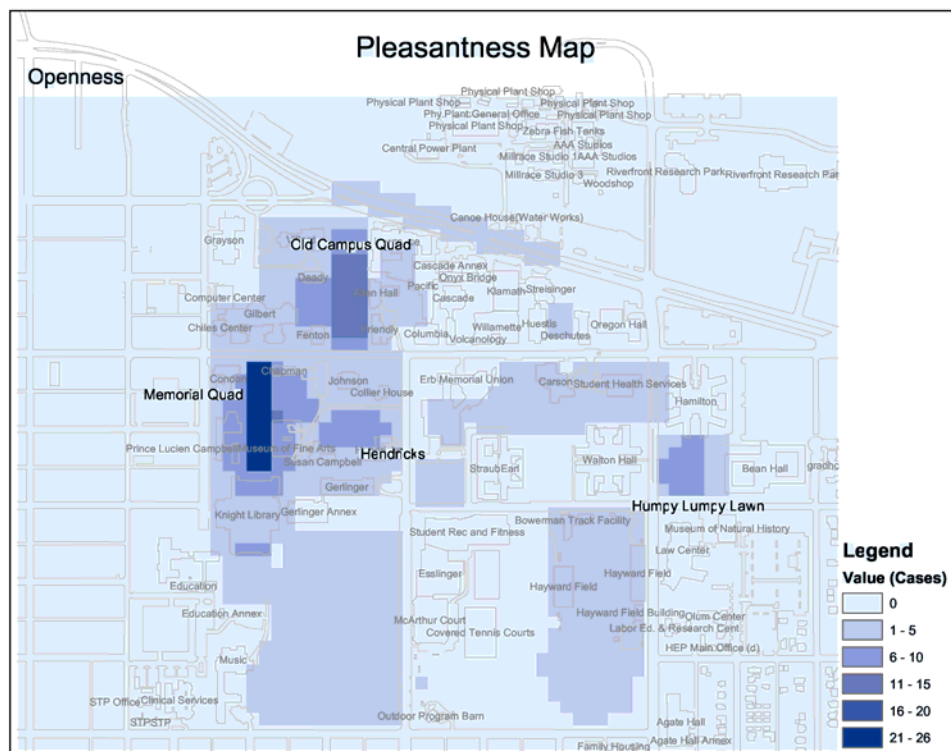 Pleasantness Map
Openness
Physical Plant Shop
Physical Plant Shop
Physical Plant Shop
Phy.Plant General Office
Physical Plant Shop
Physical Plant Shop
Zebra Fish Tanks
Central Power Plant
AAA Studios
Millrace Studio 1
AAA Studios
Millrace Studio 3
Woodshop
Riverfront Research Park
Riverfront Research Par
Canoe House(Water Works)
Grayson
Old Campus Quad
Cascade Annex
Deady
Onyx Bridge
Pacific
Klamath
Streisinger
Computer Center
Cascade
Gilbert
Chiles Center
Fenton
Friendly
Columbia
Willamette
Volcanology
Huestis
Deschutes
Oregon Hall
Condon
Chapman
Johnson
Erb Memorial Union
Carson
Student Health Services
Memorial Quad
Collier House
Hamilton
Prince Lucien Campbell
Museum of Fine Arts
Hendricks
Susan Campbell
Straub
Earl
Walton Hall
Bean Hall
Gerlinger
Humpy Lumpy Lawn
Knight Library
Gerlinger Annex
Bowerman Track Facility
Student Rec and Fitness
Museum of Natural History
Law Center
Education
Esslinger
Hayward Field
Hayward Field
Education Annex
McArthur Court
Hayward Field Building
Olum Center
Covered Tennis Courts
Labor Ed. & Research Cent
HEP Main Office (d)
Music
STP Office
Clinical Services
STP
STP
Outdoor Program Barn
Agate Hall
Family Housing
Agate Hall Annex
Legend
Value (Cases)
0
1 - 5
6 - 10
11 - 15
16 - 20
21 - 26